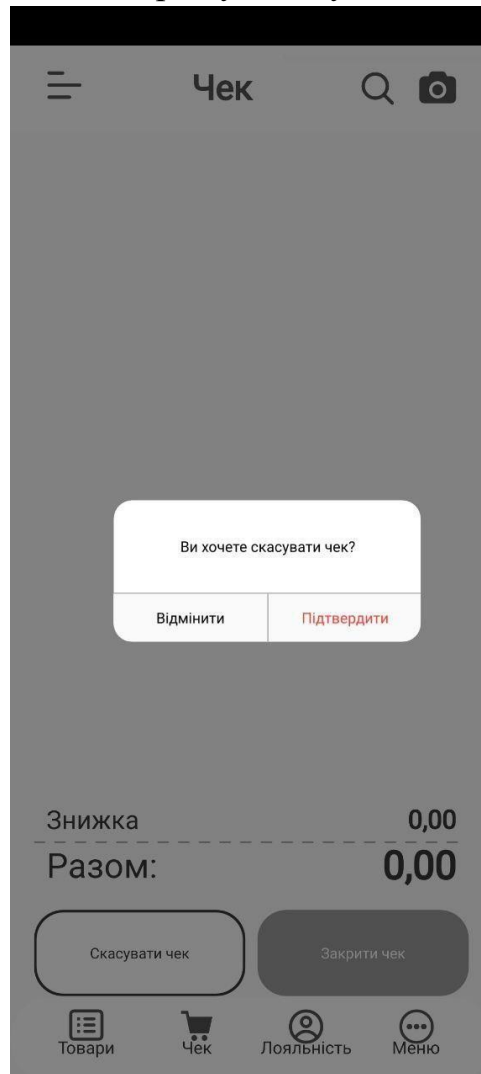 Чек
Ви хочете скасувати чек?
Відмінити Підтвердити
Знижка 0,00
Разом: 0,00
Скасувати чек Закрити чек
Товари Чек Лояльність Меню